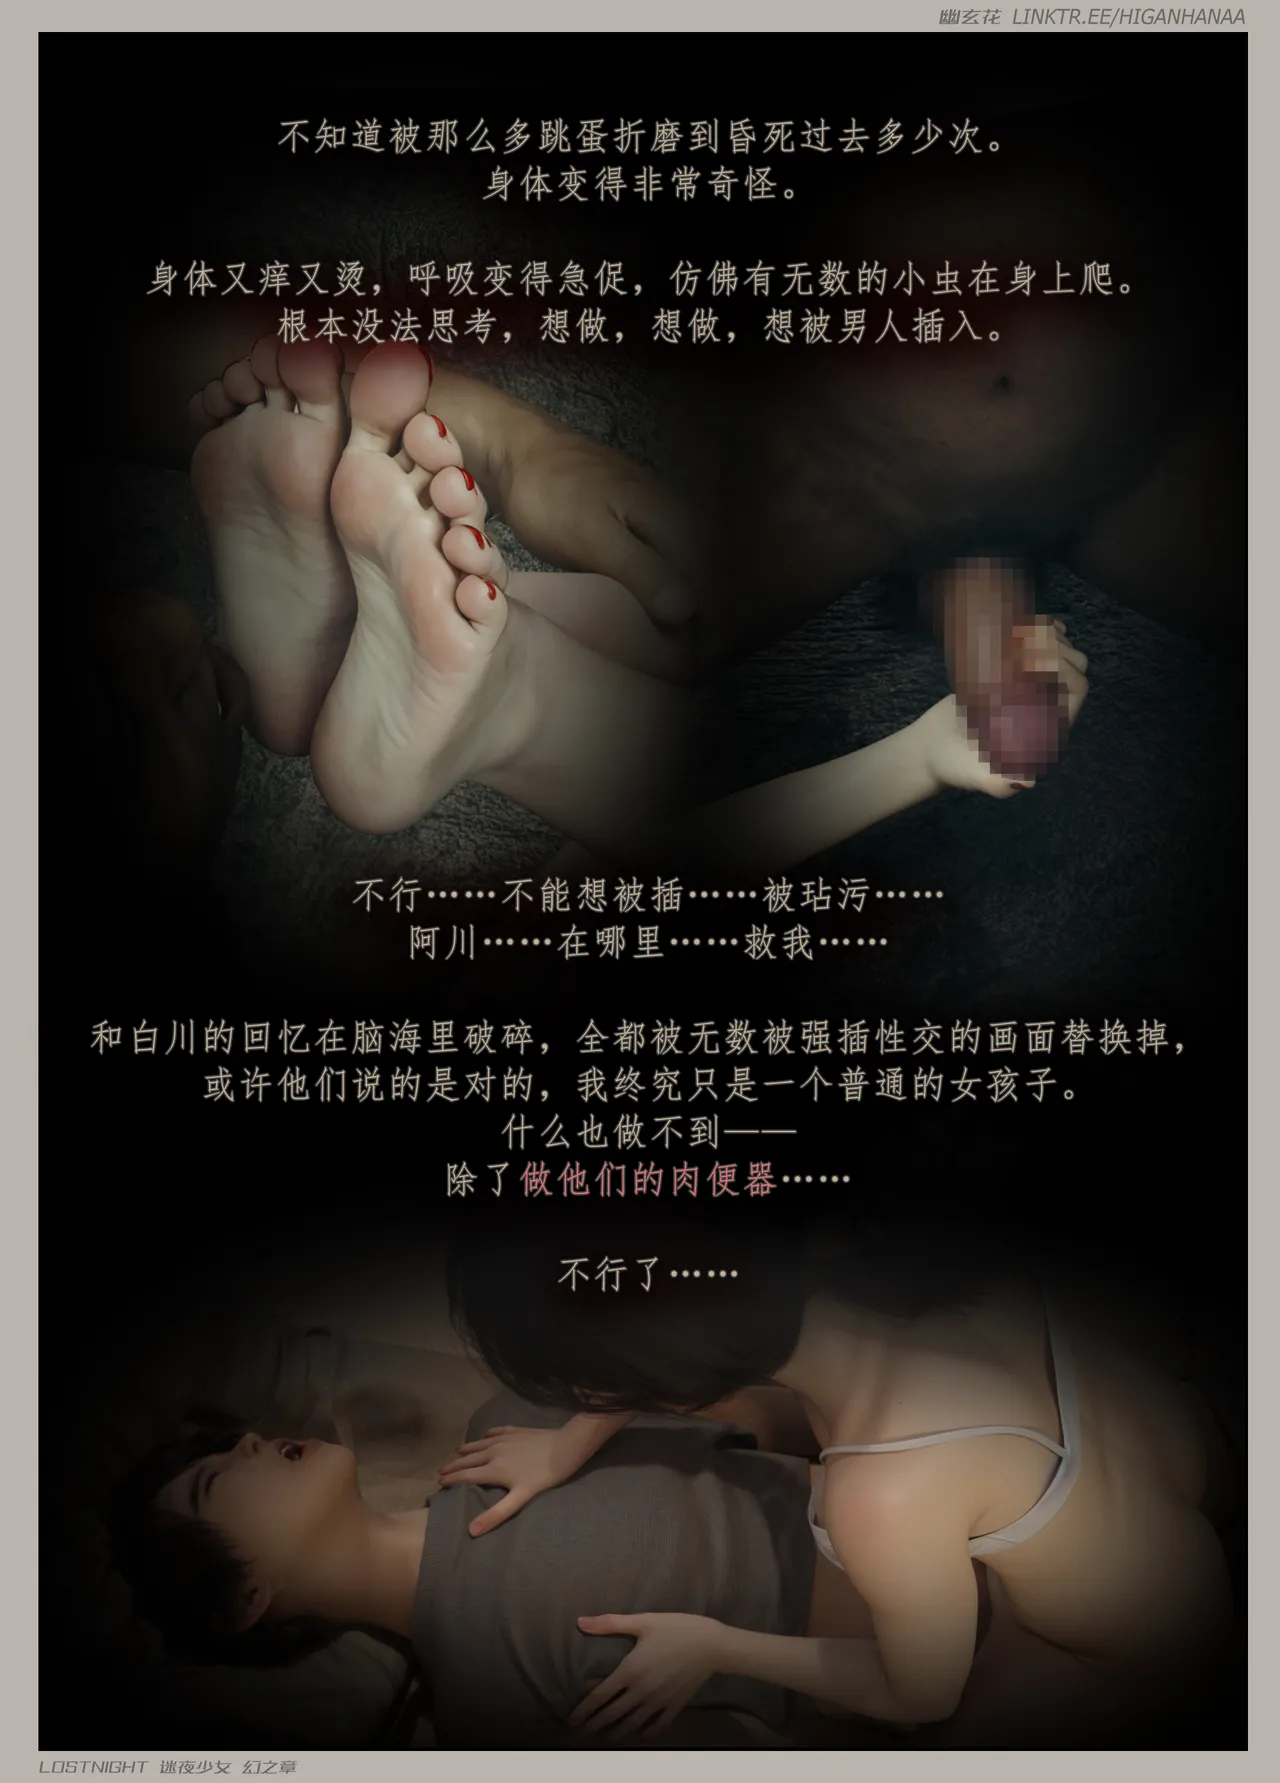 幽玄花 LINKTR.EE/HIGANHANAA
不知道被那么多跳蛋折磨到昏死过去多少次。
身体变得非常奇怪。
身体又痒又烫，呼吸变得急促，仿佛有无数的小虫在身上爬。
根本没法思考，想做，想做，想被男人插入。
不行……不能想被插……被玷污……
阿川……在哪里……救我……
和白川的回忆在脑海里破碎，全都被无数被强插性交的画面替换掉，
或许他们说的是对的，我终究只是一个普通的女孩子。
什么也做不到——
除了做他们的肉便器……
不行了……
LOSTNIGHT 迷夜少女 幻之章